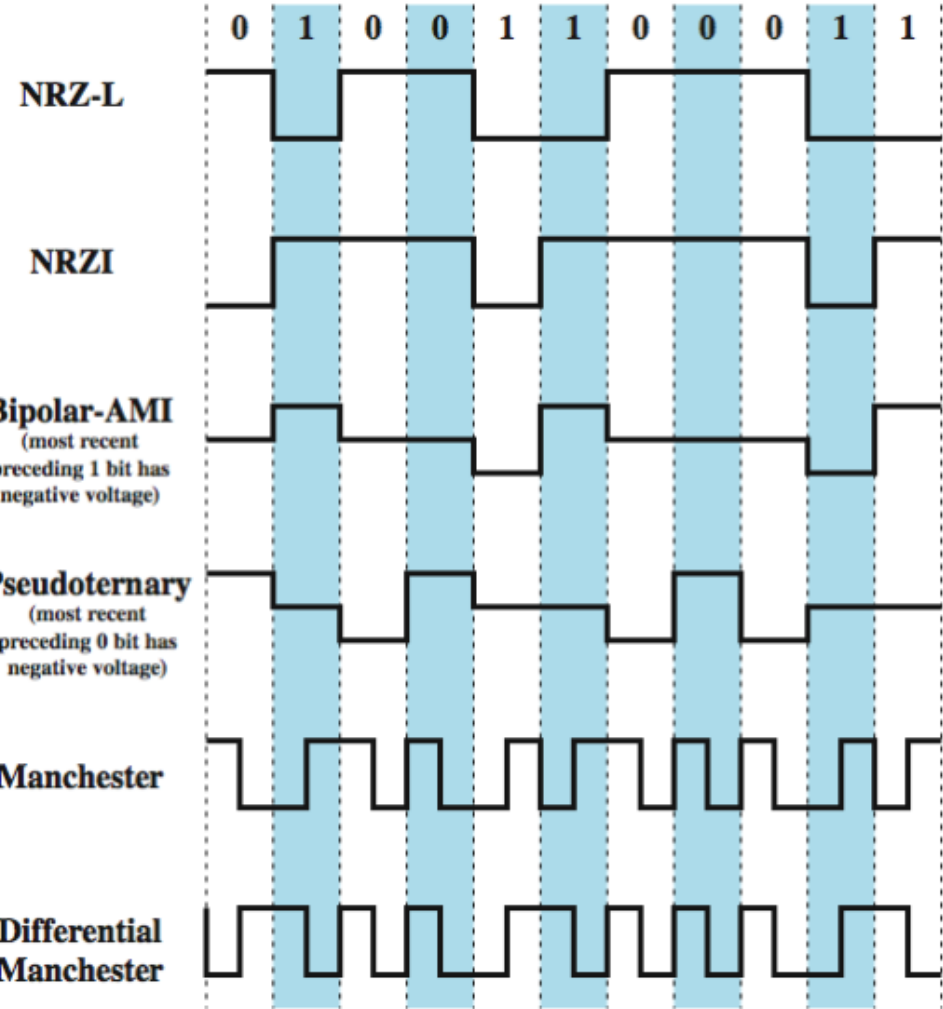 0 1 0 0 1 1 0 0 0 1 1
NRZ-L
NRZI
Bipolar-AMI
(most recent
preceding 1 bit has
negative voltage)
Pseudoternary
(most recent
preceding 0 bit has
negative voltage)
Manchester
Differential
Manchester